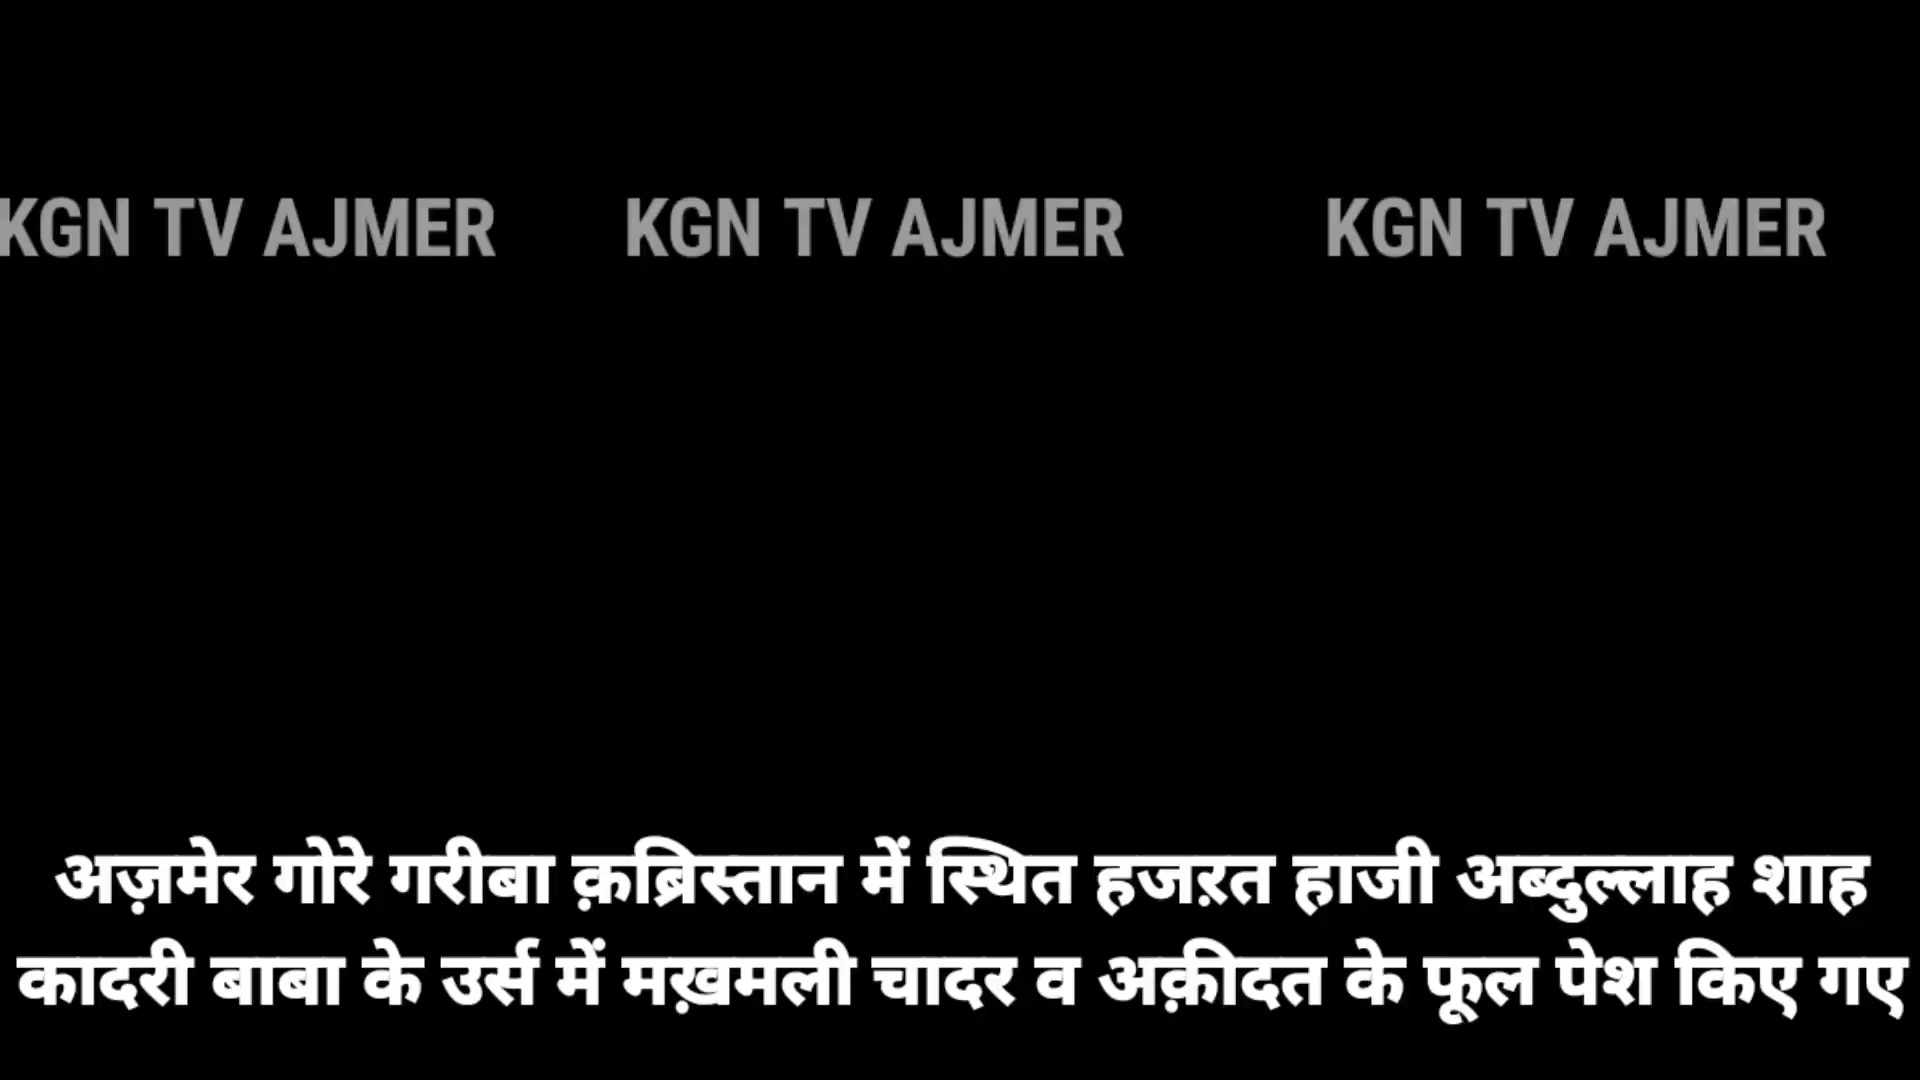 KGN TV AJMER KGN TV AJMER KGN TV AJMER
अज़मेर गोरे गरीबा क़ब्रिस्तान में स्थित हजऱत हाजी अब्दुल्लाह शाह
कादरी बाबा के उर्स में मख़मली चादर व अक़ीदत के फूल पेश किए गए